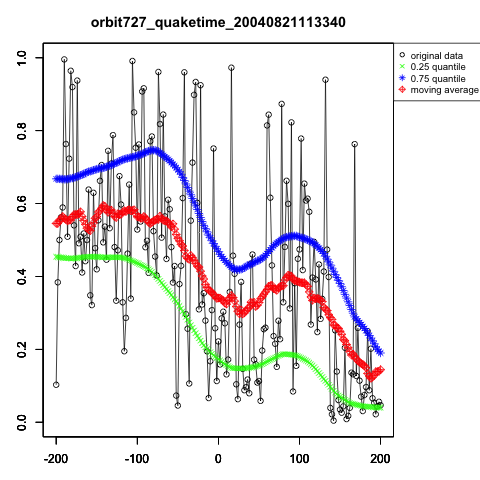 orbit727_quaketime_20040821113340
original data
0.25 quantile
0.75 quantile
moving average
1.0
0.8
0.6
0.4
0.2
0.0
-200 -100 0 100 200